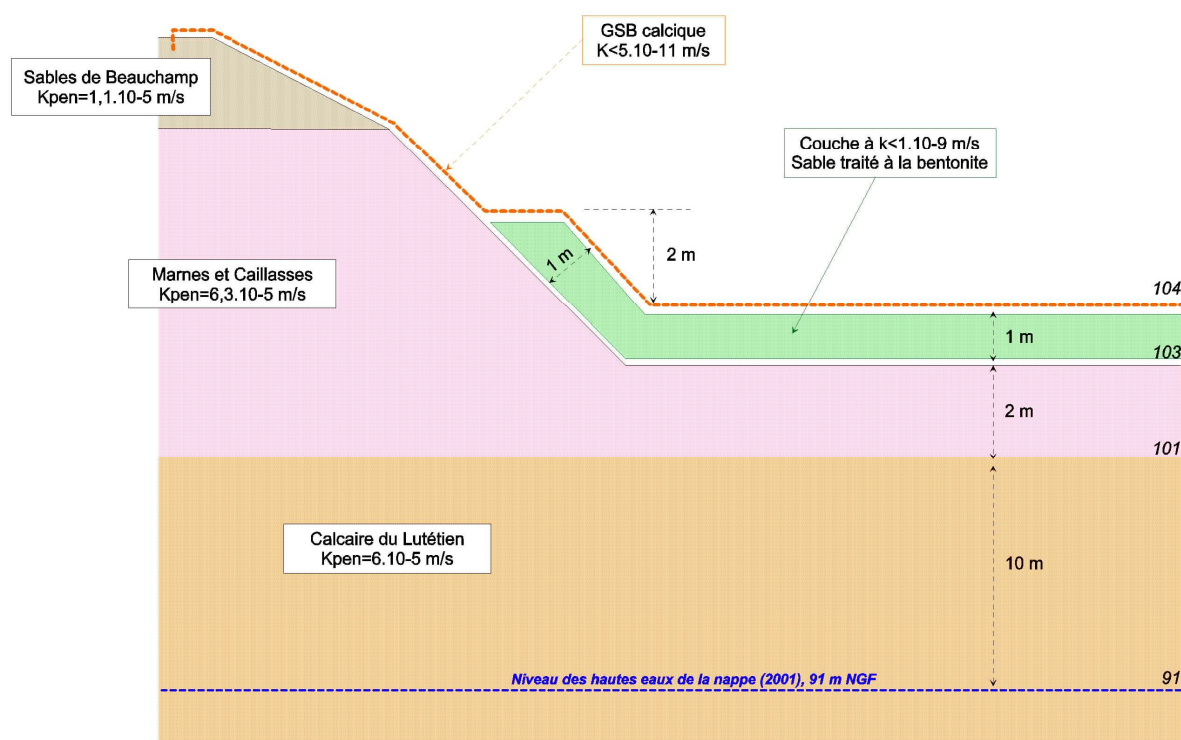 GSB calcique
K<5.10-11 m/s
Sables de Beauchamp
Kpen=1,1.10-5 m/s
Couche à k<1.10-9 m/s
Sable traité à la bentonite
1 m
2 m
Marnes et Caillasses
Kpen=6,3.10-5 m/s
104
1 m
103
2 m
101
Calcaire du Lutétien
Kpen=6.10-5 m/s
10 m
Niveau des hautes eaux de la nappe (2001), 91 m NGF
91